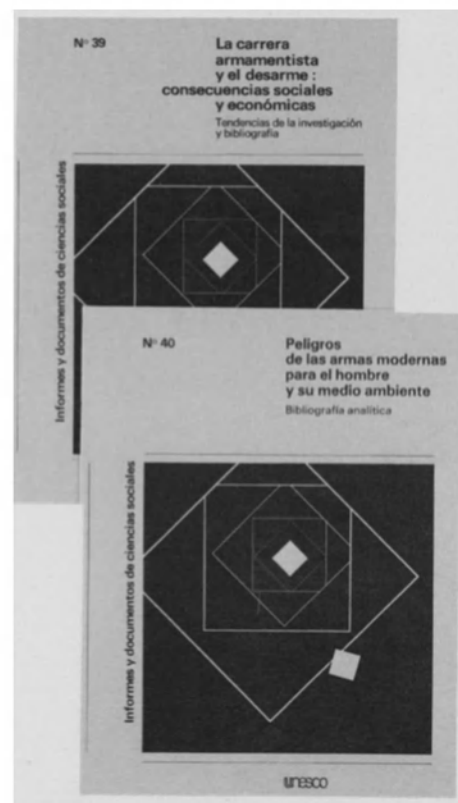 N° 39
La carrera
armamentista
y el desarme :
consecuencias sociales
y económicas
Tendencias de la investigación
y bibliografía
Informes y documentos de ciencias sociales
N° 40
Peligros
de las armas modernas
para el hombre
y su medio ambiente
Bibliografía analítica
Informes y documentos de ciencias sociales
unesco